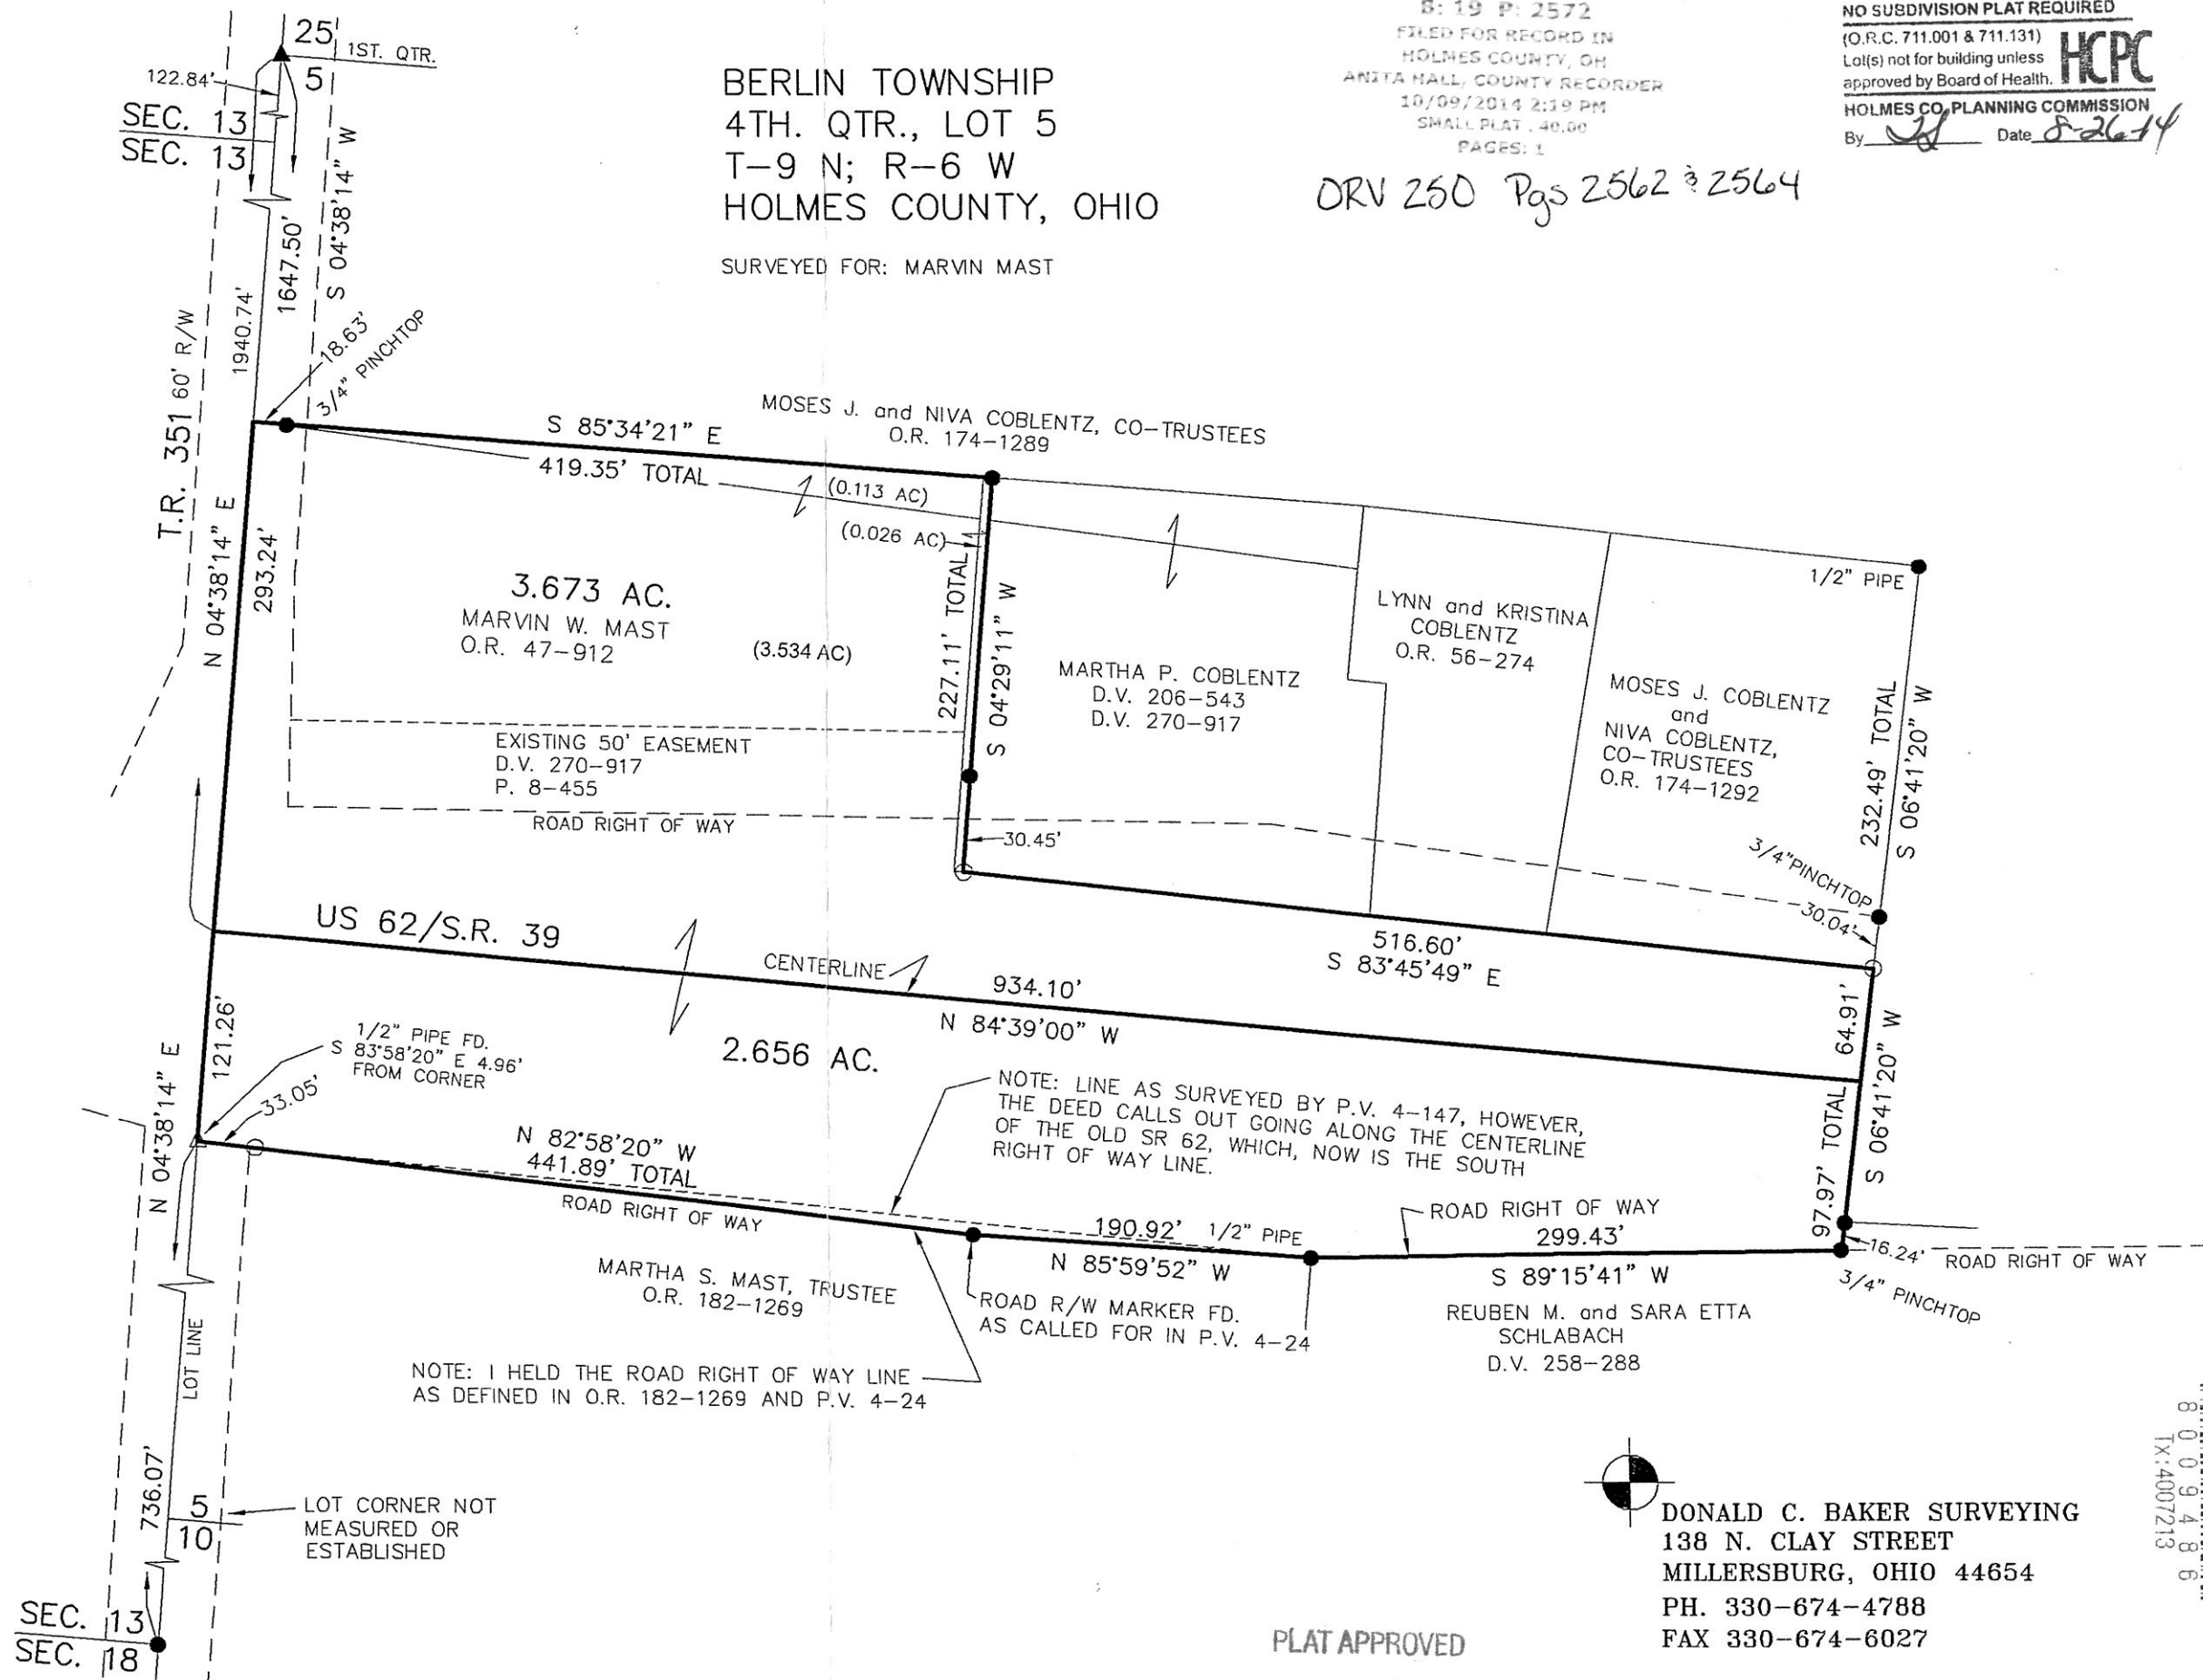 25
1ST. QTR.
5
122.84'
SEC. 13
SEC. 13
S 04°38'14" W
1647.50'
1940.74'
T.R. 351 60' R/W
18.63'
3/4" PINCHTOP
BERLIN TOWNSHIP
4TH. QTR., LOT 5
T-9 N; R-6 W
HOLMES COUNTY, OHIO
SURVEYED FOR: MARVIN MAST
B: 19 P: 2572
FILED FOR RECORD IN
HOLMES COUNTY, OH
ANITA HALL, COUNTY RECORDER
10/09/2014 2:19 PM
SMALL PLAT . 40.00
PAGES: 1
ORV 250 Pgs 2562 & 2564
NO SUBDIVISION PLAT REQUIRED
(O.R.C. 711.001 & 711.131)
Lot(s) not for building unless
approved by Board of Health.
HCPC
HOLMES CO. PLANNING COMMISSION
By Date 8-26-14
MOSES J. and NIVA COBLENTZ, CO-TRUSTEES
O.R. 174-1289
S 85°34'21" E
419.35' TOTAL
(0.113 AC)
(0.026 AC)
N 04°38'14" E
293.24'
3.673 AC.
MARVIN W. MAST
O.R. 47-912
(3.534 AC)
227.11' TOTAL
S 04°29'11" W
EXISTING 50' EASEMENT
D.V. 270-917
P. 8-455
ROAD RIGHT OF WAY
30.45'
MARTHA P. COBLENTZ
D.V. 206-543
D.V. 270-917
LYNN and KRISTINA
COBLENTZ
O.R. 56-274
MOSES J. COBLENTZ
and
NIVA COBLENTZ,
CO-TRUSTEES
O.R. 174-1292
1/2" PIPE
232.49' TOTAL
S 06°41'20" W
3/4"PINCHTOP
30.04'
US 62/S.R. 39
CENTERLINE
934.10'
N 84°39'00" W
516.60'
S 83°45'49" E
64.91'
S 06°41'20" W
97.97' TOTAL
121.26'
N 04°38'14" E
1/2" PIPE FD.
S 83°58'20" E 4.96'
FROM CORNER
33.05'
2.656 AC.
NOTE: LINE AS SURVEYED BY P.V. 4-147, HOWEVER,
THE DEED CALLS OUT GOING ALONG THE CENTERLINE
OF THE OLD SR 62, WHICH, NOW IS THE SOUTH
RIGHT OF WAY LINE.
N 82°58'20" W
441.89' TOTAL
ROAD RIGHT OF WAY
190.92'
1/2" PIPE
N 85°59'52" W
ROAD RIGHT OF WAY
299.43'
S 89°15'41" W
16.24'
ROAD RIGHT OF WAY
3/4" PINCHTOP
MARTHA S. MAST, TRUSTEE
O.R. 182-1269
ROAD R/W MARKER FD.
AS CALLED FOR IN P.V. 4-24
REUBEN M. and SARA ETTA
SCHLABACH
D.V. 258-288
NOTE: I HELD THE ROAD RIGHT OF WAY LINE
AS DEFINED IN O.R. 182-1269 AND P.V. 4-24
LOT LINE
736.07'
5
10
LOT CORNER NOT
MEASURED OR
ESTABLISHED
SEC. 13
SEC. 18
PLAT APPROVED
DONALD C. BAKER SURVEYING
138 N. CLAY STREET
MILLERSBURG, OHIO 44654
PH. 330-674-4788
FAX 330-674-6027
80009486
Tx:4007213